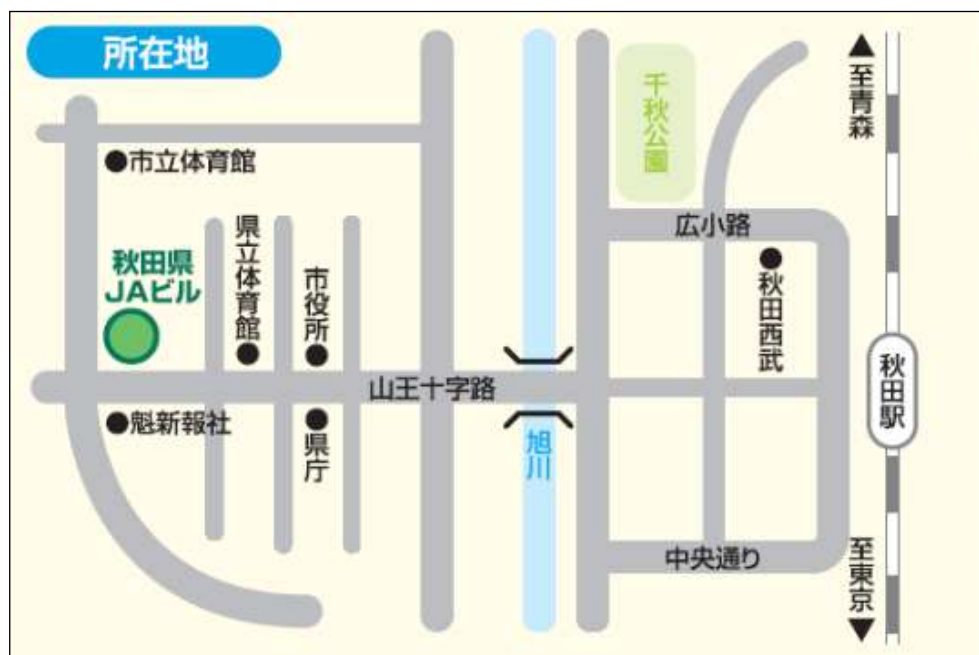 所在地
●市立体育館
秋田県
JAビル
県立体育館●
市役所●
●魁新報社
●県庁
山王十字路
旭川
千秋公園
広小路
●秋田西武
中央通り
▲至青森
秋田駅
至東京▼